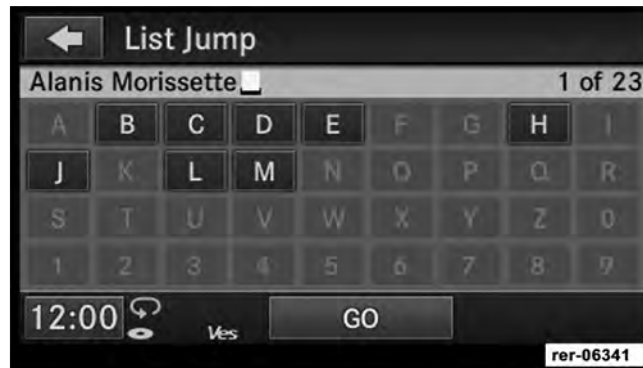 List Jump
Alanis Morissette 1 of 23
A B C D E F G H I
J K L M N O P Q R
S T U V W X Y Z 0
1 2 3 4 5 6 7 8 9
12:00 Ves GO
rer-06341